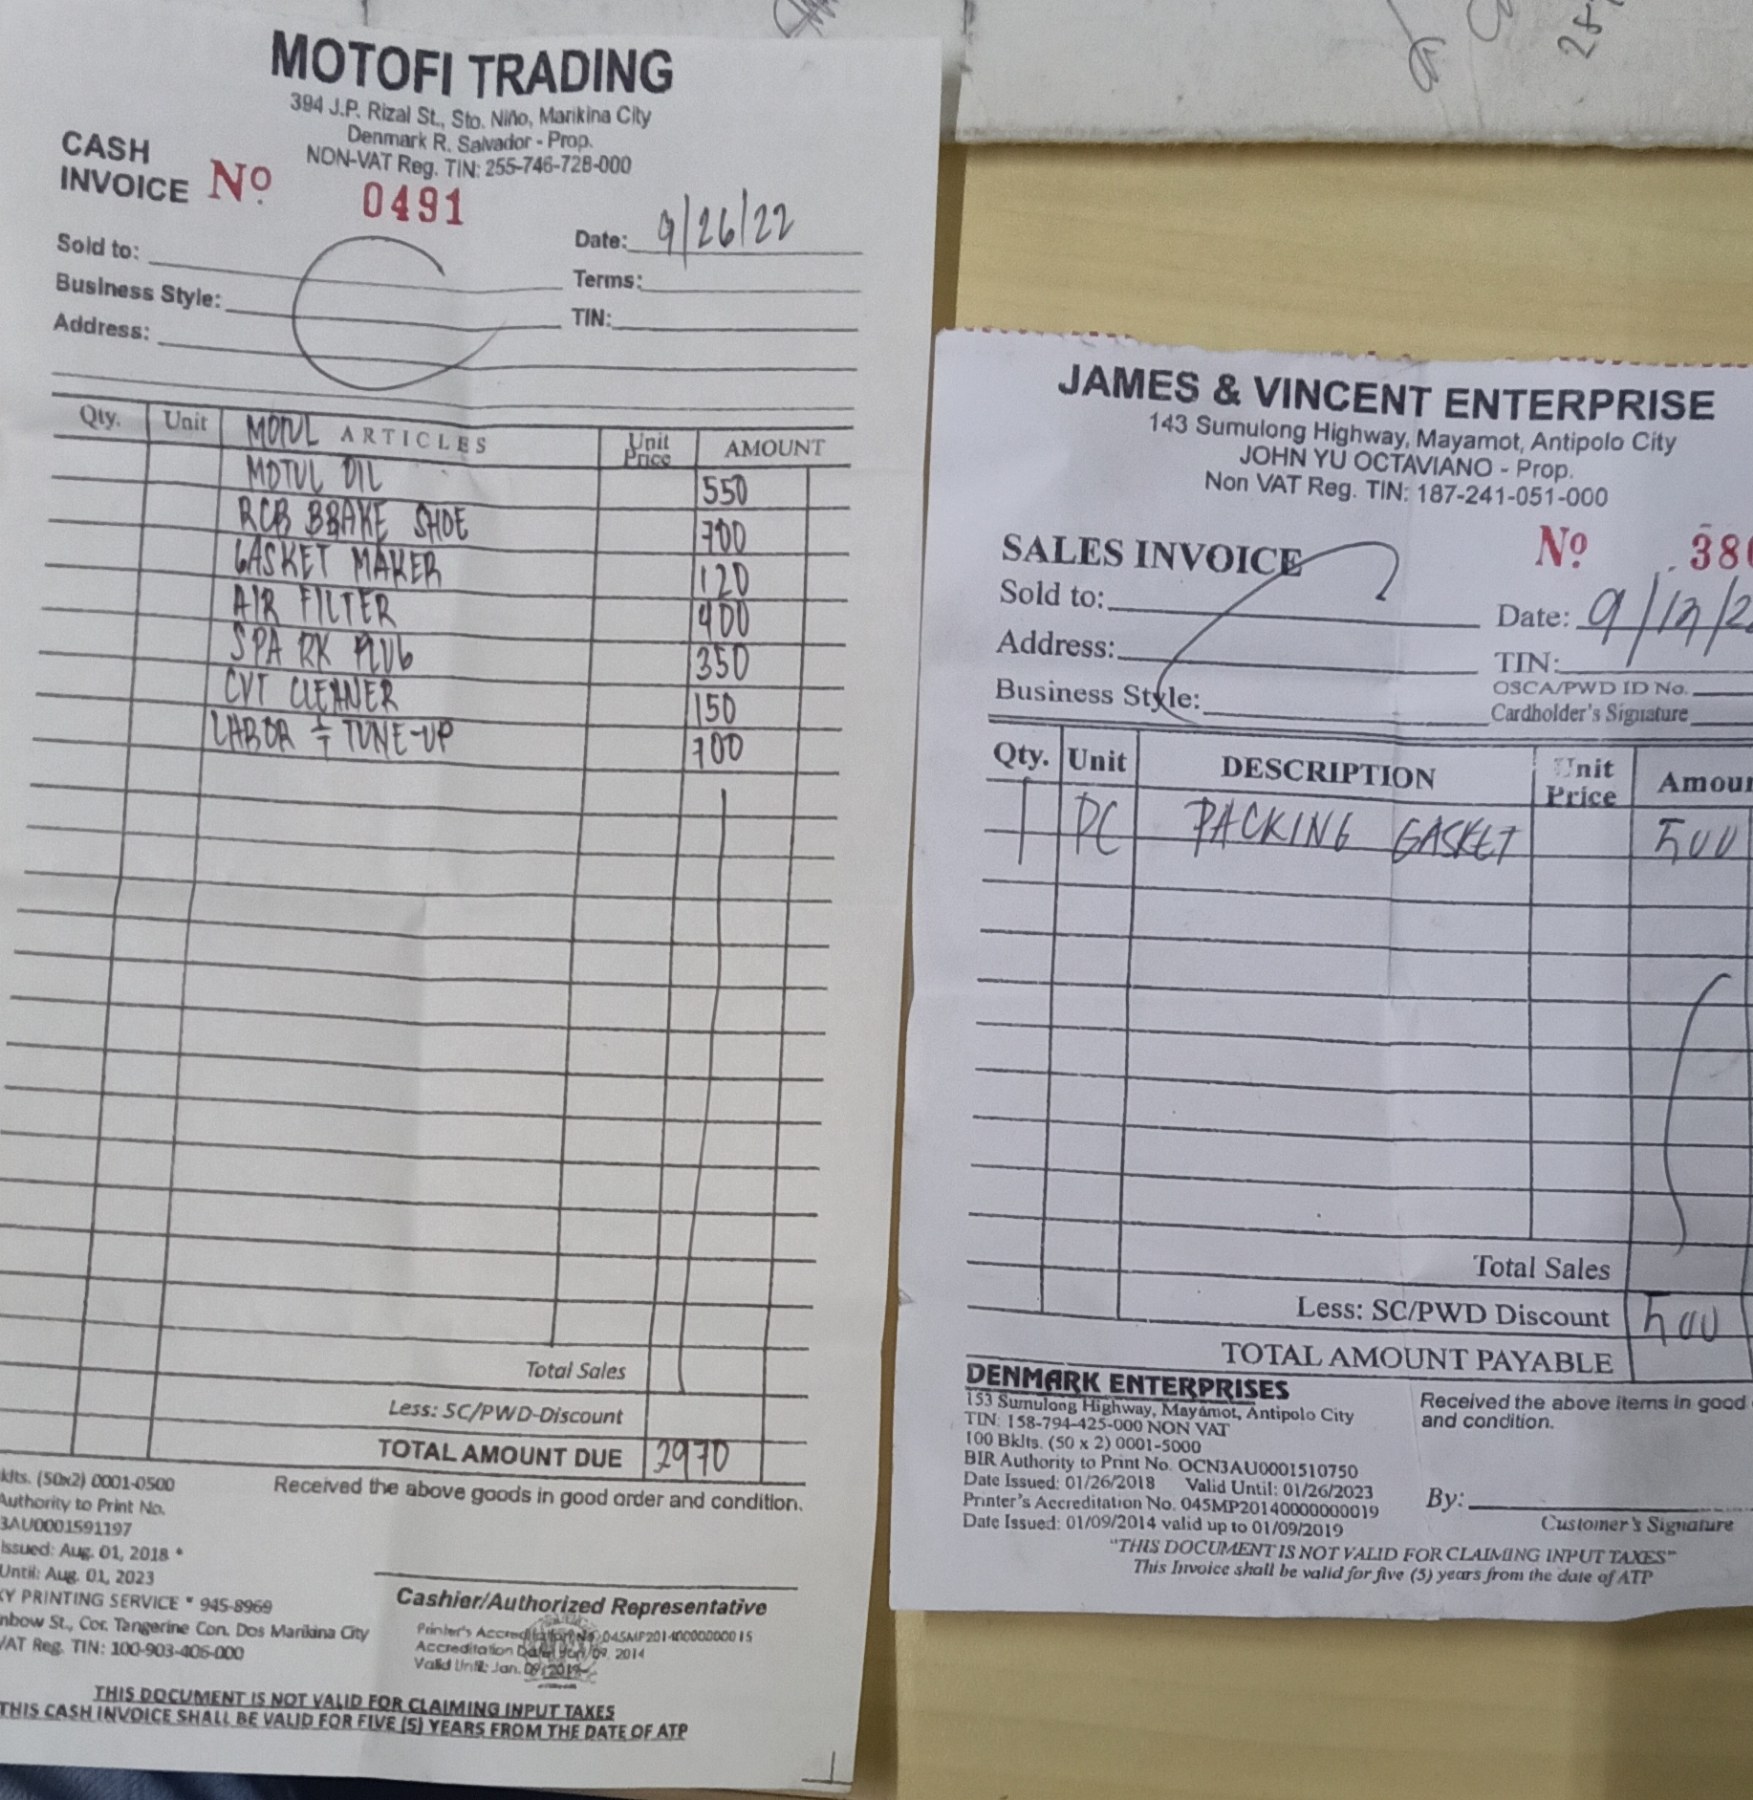 MOTOFI TRADING
394 J.P. Rizal St., Sto. Niño, Marikina City
Denmark R. Salvador - Prop.
NON-VAT Reg. TIN: 255-746-728-000
CASH
INVOICE Nº. 0491
Date: 9/26/22
Sold to:
Terms:
Business Style:
TIN:
Address:
Qty. Unit MOTUL ARTICLES Unit Price AMOUNT
MOTUL OIL 550
RCB BRAKE SHOE 700
GASKET MAKER 120
AIR FILTER 400
SPARK PLUG 350
CVT CLEANER 150
LABOR & TUNE-UP 700
Total Sales
Less: SC/PWD-Discount
TOTAL AMOUNT DUE 2970
klts. (50x2) 0001-0500
Authority to Print No.
3AU0001591197
Issued: Aug. 01, 2018 *
Until: Aug. 01, 2023
KY PRINTING SERVICE * 945-8969
nbow St., Cor. Tangerine Con. Dos Marikina City
VAT Reg. TIN: 100-903-406-000
Received the above goods in good order and condition.
Cashier/Authorized Representative
Printer's Accreditation No. 045MP20140000000015
Accreditation Date: Jan. 09, 2014
Valid Until: Jan. 09, 2019
THIS DOCUMENT IS NOT VALID FOR CLAIMING INPUT TAXES
THIS CASH INVOICE SHALL BE VALID FOR FIVE (5) YEARS FROM THE DATE OF ATP
JAMES & VINCENT ENTERPRISE
143 Sumulong Highway, Mayamot, Antipolo City
JOHN YU OCTAVIANO - Prop.
Non VAT Reg. TIN: 187-241-051-000
SALES INVOICE Nº. 38
Sold to:
Date: 9/12/2
Address:
TIN:
OSCA/PWD ID No.
Business Style:
Cardholder's Signature
Qty. Unit DESCRIPTION Unit Price Amoun
1 PC PACKING GASKET 500
Total Sales
Less: SC/PWD Discount 500
TOTAL AMOUNT PAYABLE
DENMARK ENTERPRISES
153 Sumulong Highway, Mayamot, Antipolo City
TIN: 158-794-425-000 NON VAT
100 Bklts. (50 x 2) 0001-5000
BIR Authority to Print No. OCN3AU0001510750
Date Issued: 01/26/2018 Valid Until: 01/26/2023
Printer's Accreditation No. 045MP20140000000019
Date Issued: 01/09/2014 valid up to 01/09/2019
Received the above items in good
and condition.
By:
Customer's Signature
"THIS DOCUMENT IS NOT VALID FOR CLAIMING INPUT TAXES"
This Invoice shall be valid for five (5) years from the date of ATP